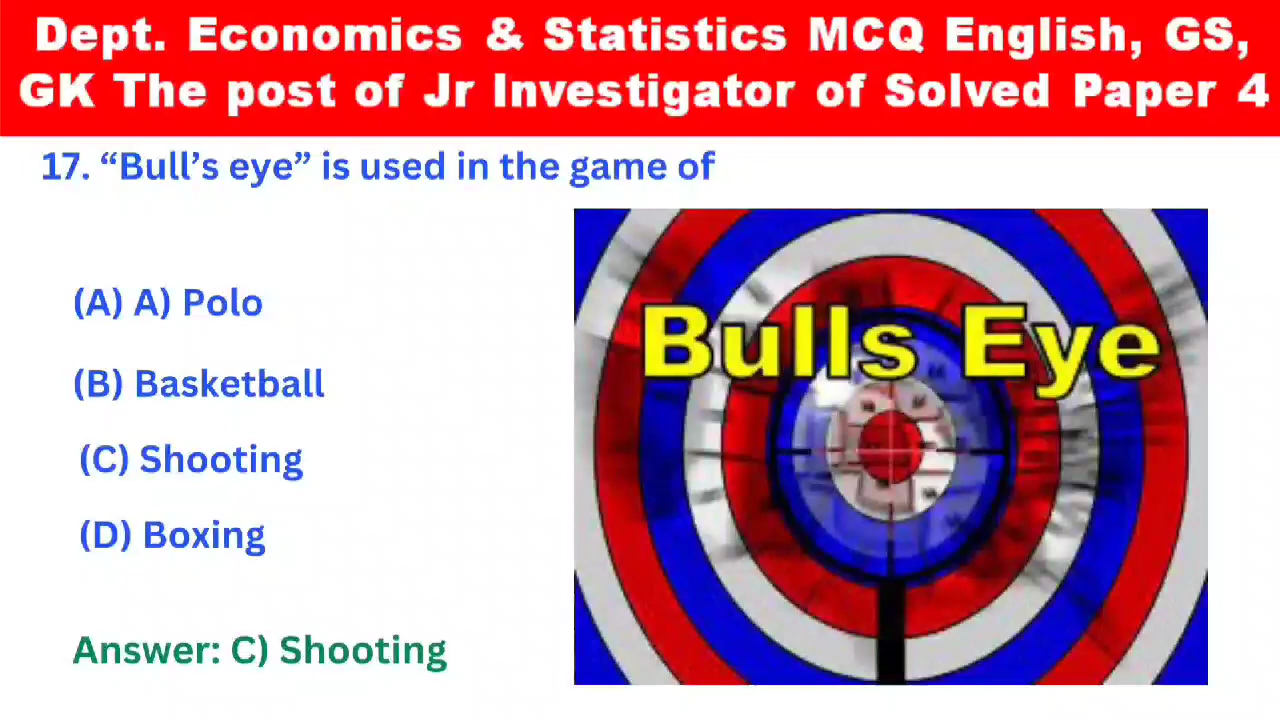 Dept. Economics & Statistics MCQ English, GS,
GK The post of Jr Investigator of Solved Paper 4
17. “Bull’s eye” is used in the game of
(A) A) Polo
(B) Basketball
(C) Shooting
(D) Boxing
Answer: C) Shooting
Bulls Eye